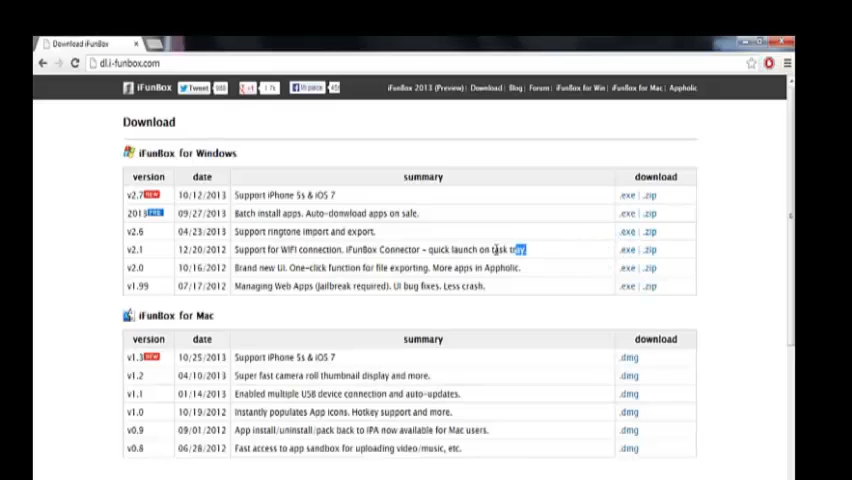 Download iFunBox
dl.i-funbox.com
iFunBox Tweet +1 1.7k iFunBox 2013 (Preview) | Download | Blog | Forum | iFunBox for Win | iFunBox for Mac | Appholic
Download
iFunBox for Windows
version date summary download
v2.7 NEW 10/12/2013 Support iPhone 5s & iOS 7 .exe | .zip
2013 PRE 09/27/2013 Batch install apps. Auto-donwload apps on sale. .exe | .zip
v2.6 04/23/2013 Support ringtone import and export. .exe | .zip
v2.1 12/20/2012 Support for WIFI connection. iFunBox Connector - quick launch on task tray. .exe | .zip
v2.0 10/16/2012 Brand new UI. One-click function for file exporting. More apps in Appholic. .exe | .zip
v1.99 07/17/2012 Managing Web Apps (Jailbreak required). UI bug fixes. Less crash. .exe | .zip
iFunBox for Mac
version date summary download
v1.3 NEW 10/25/2013 Support iPhone 5s & iOS 7 .dmg
v1.2 04/10/2013 Super fast camera roll thumbnail display and more. .dmg
v1.1 01/14/2013 Enabled multiple USB device connection and auto-updates. .dmg
v1.0 10/19/2012 Instantly populates App icons. Hotkey support and more. .dmg
v0.9 09/01/2012 App install/uninstall/pack back to IPA now available for Mac users. .dmg
v0.8 06/28/2012 Fast access to app sandbox for uploading video/music, etc. .dmg